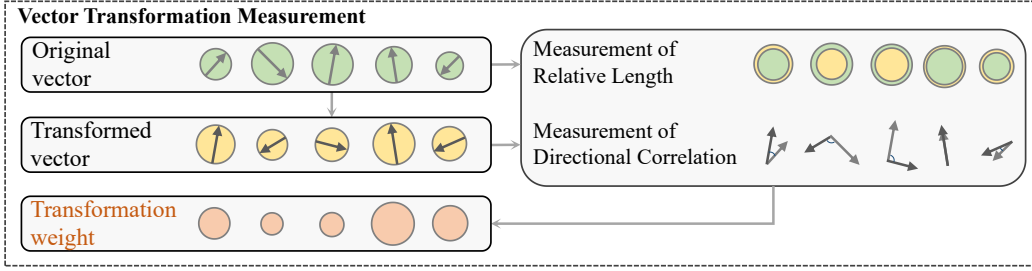 Vector Transformation Measurement
Original
vector
Transformed
vector
Transformation
weight
Measurement of
Relative Length
Measurement of
Directional Correlation